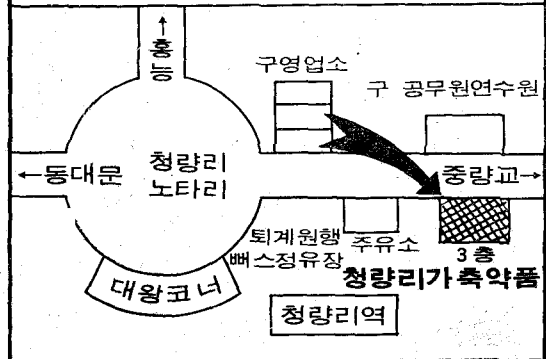 ↑
홍
능
구영업소
구 공무원연수원
←동대문
청량리
노타리
중량교→
퇴계원행
뻐스정유장
주유소
3층
청량리가축약품
대왕코너
청량리역